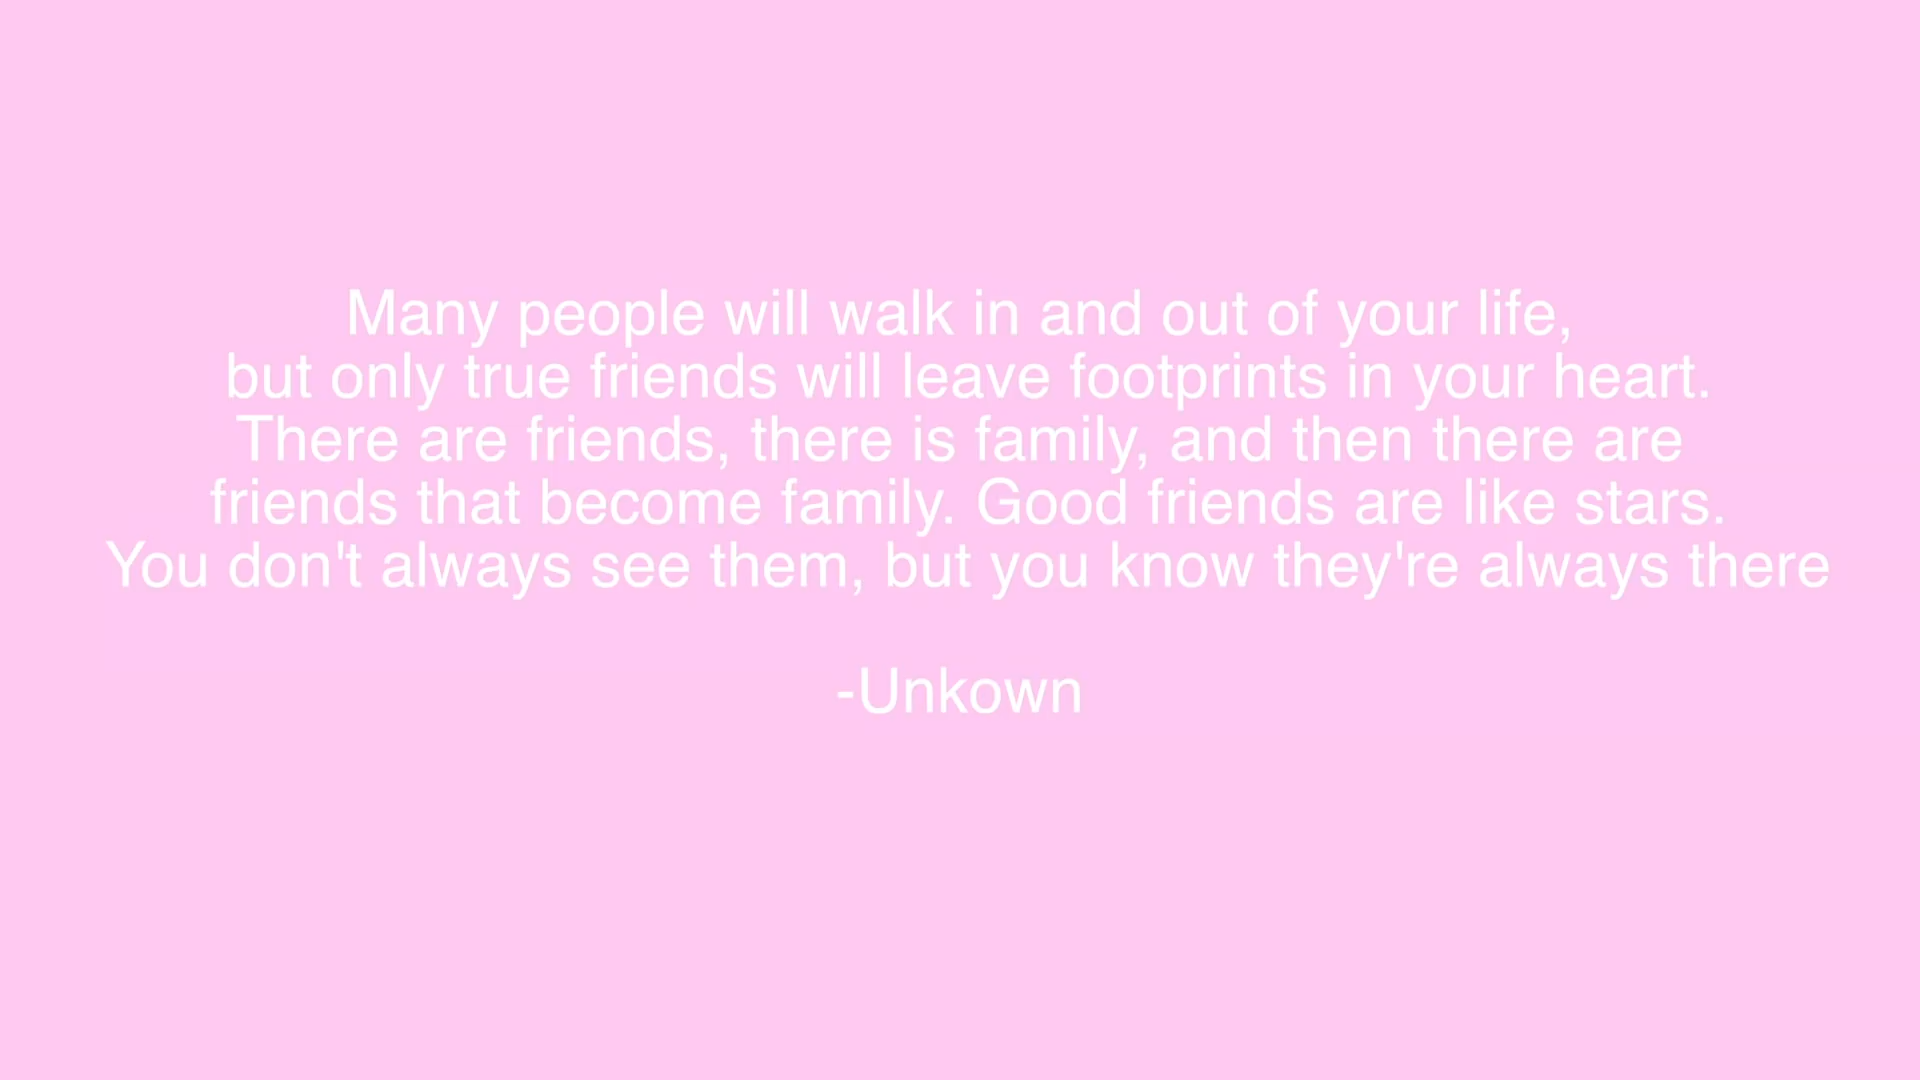 Many people will walk in and out of your life,
but only true friends will leave footprints in your heart.
There are friends, there is family, and then there are
friends that become family. Good friends are like stars.
You don't always see them, but you know they're always there
-Unkown